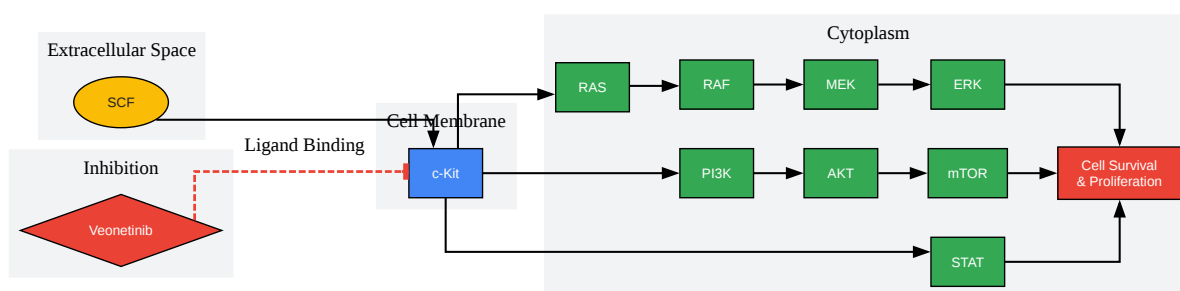 Extracellular Space
SCF
Inhibition
Veonetinib
Ligand Binding
Cell Membrane
c-Kit
Cytoplasm
RAS
RAF
MEK
ERK
PI3K
AKT
mTOR
STAT
Cell Survival
& Proliferation